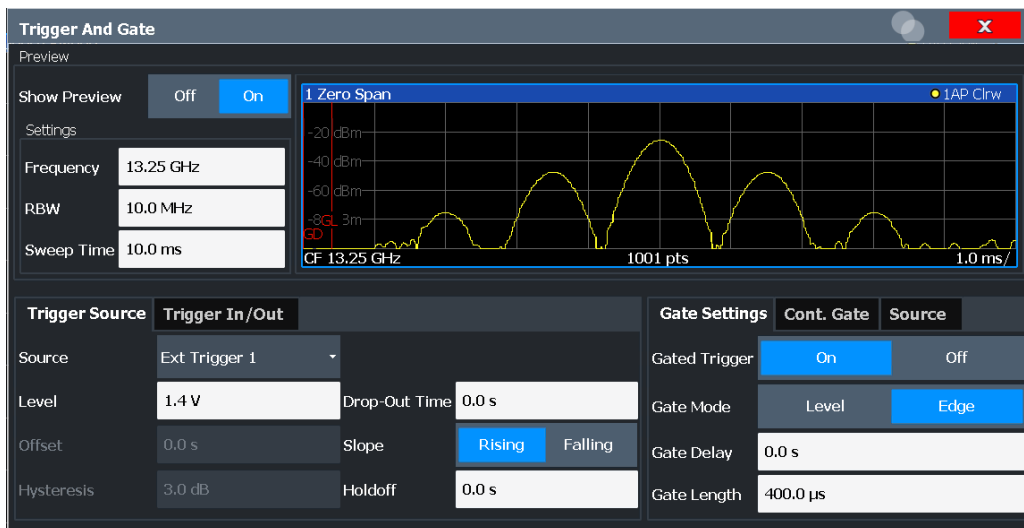 Trigger And Gate
X
Preview
Show Preview Off On
Settings
Frequency 13.25 GHz
RBW 10.0 MHz
Sweep Time 10.0 ms
1 Zero Span 1AP Clrw
-20 dBm
-40 dBm
-60 dBm
-8GL 3m
GD
CF 13.25 GHz 1001 pts 1.0 ms/
Trigger Source Trigger In/Out
Source Ext Trigger 1
Level 1.4 V Drop-Out Time 0.0 s
Offset 0.0 s Slope Rising Falling
Hysteresis 3.0 dB Holdoff 0.0 s
Gate Settings Cont. Gate Source
Gated Trigger On Off
Gate Mode Level Edge
Gate Delay 0.0 s
Gate Length 400.0 µs